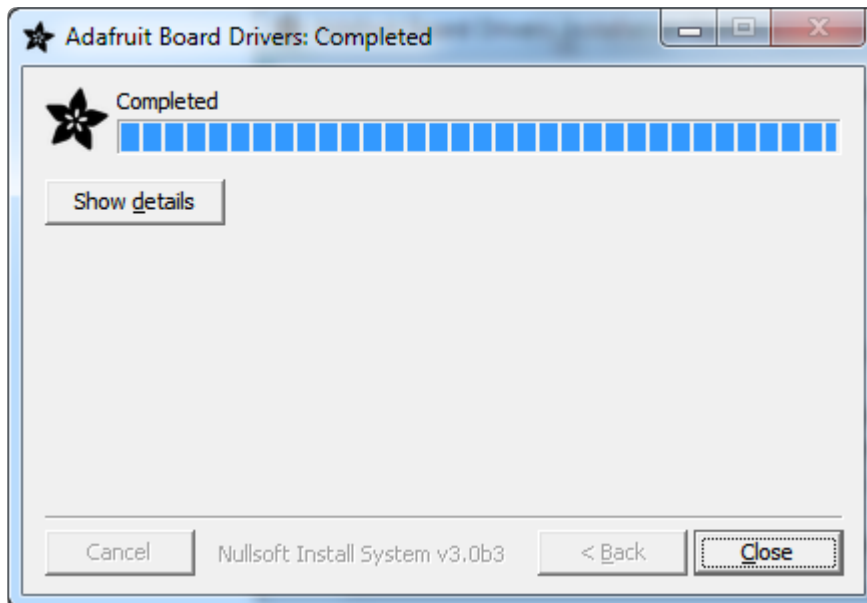 Adafruit Board Drivers: Completed
Completed
Show details
Cancel
Nullsoft Install System v3.0b3
< Back
Close